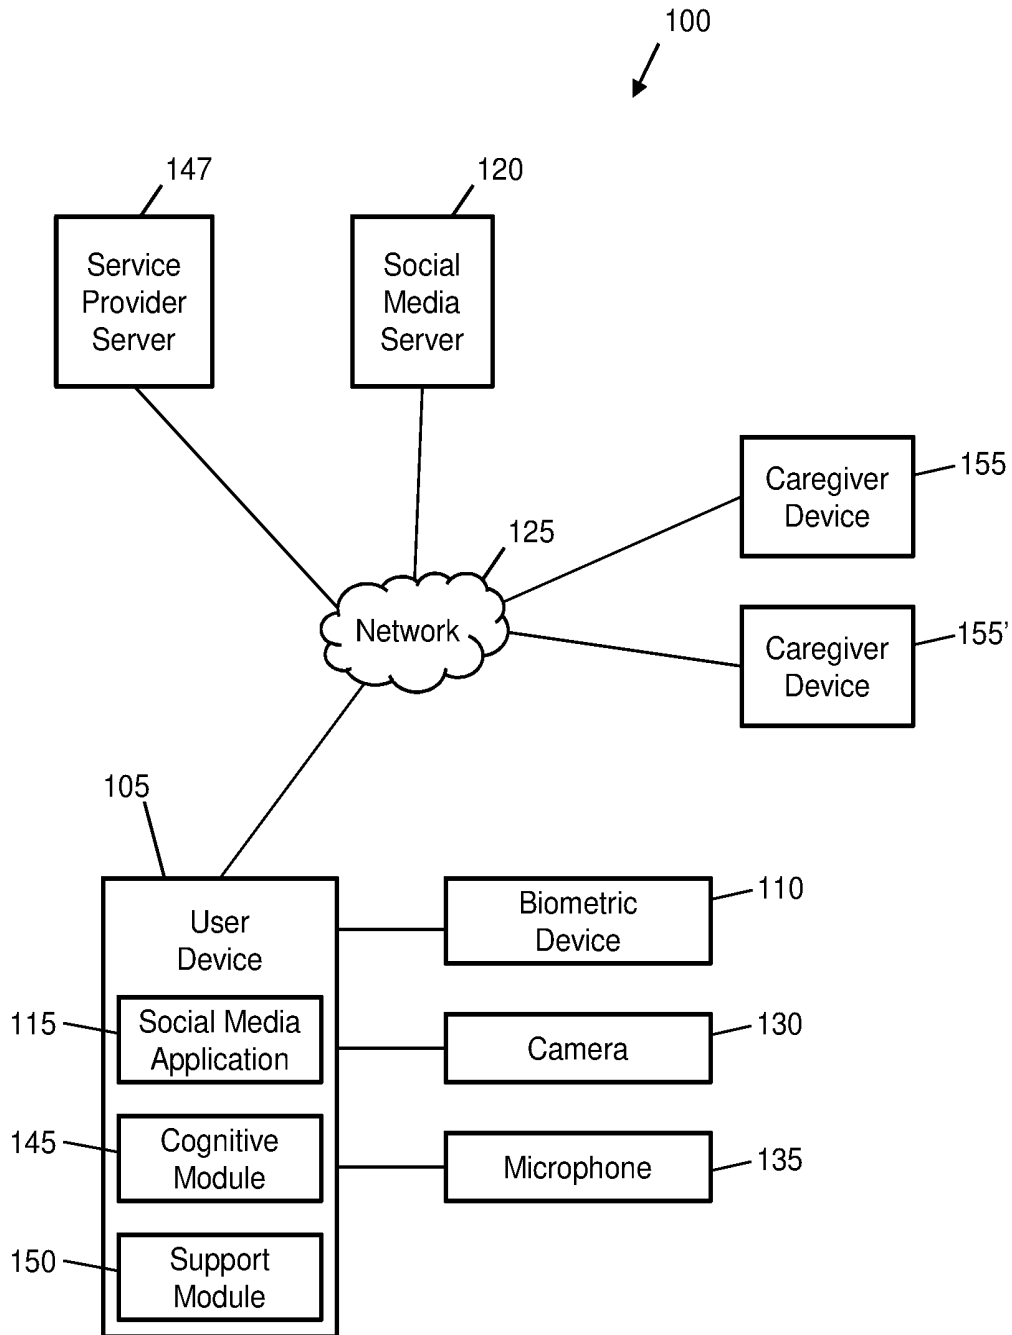 100
147
120
Service
Provider
Server
Social
Media
Server
155
Caregiver
Device
125
Network
155'
Caregiver
Device
105
User
Device
110
Biometric
Device
115
Social Media
Application
130
Camera
145
Cognitive
Module
Microphone
135
150
Support
Module